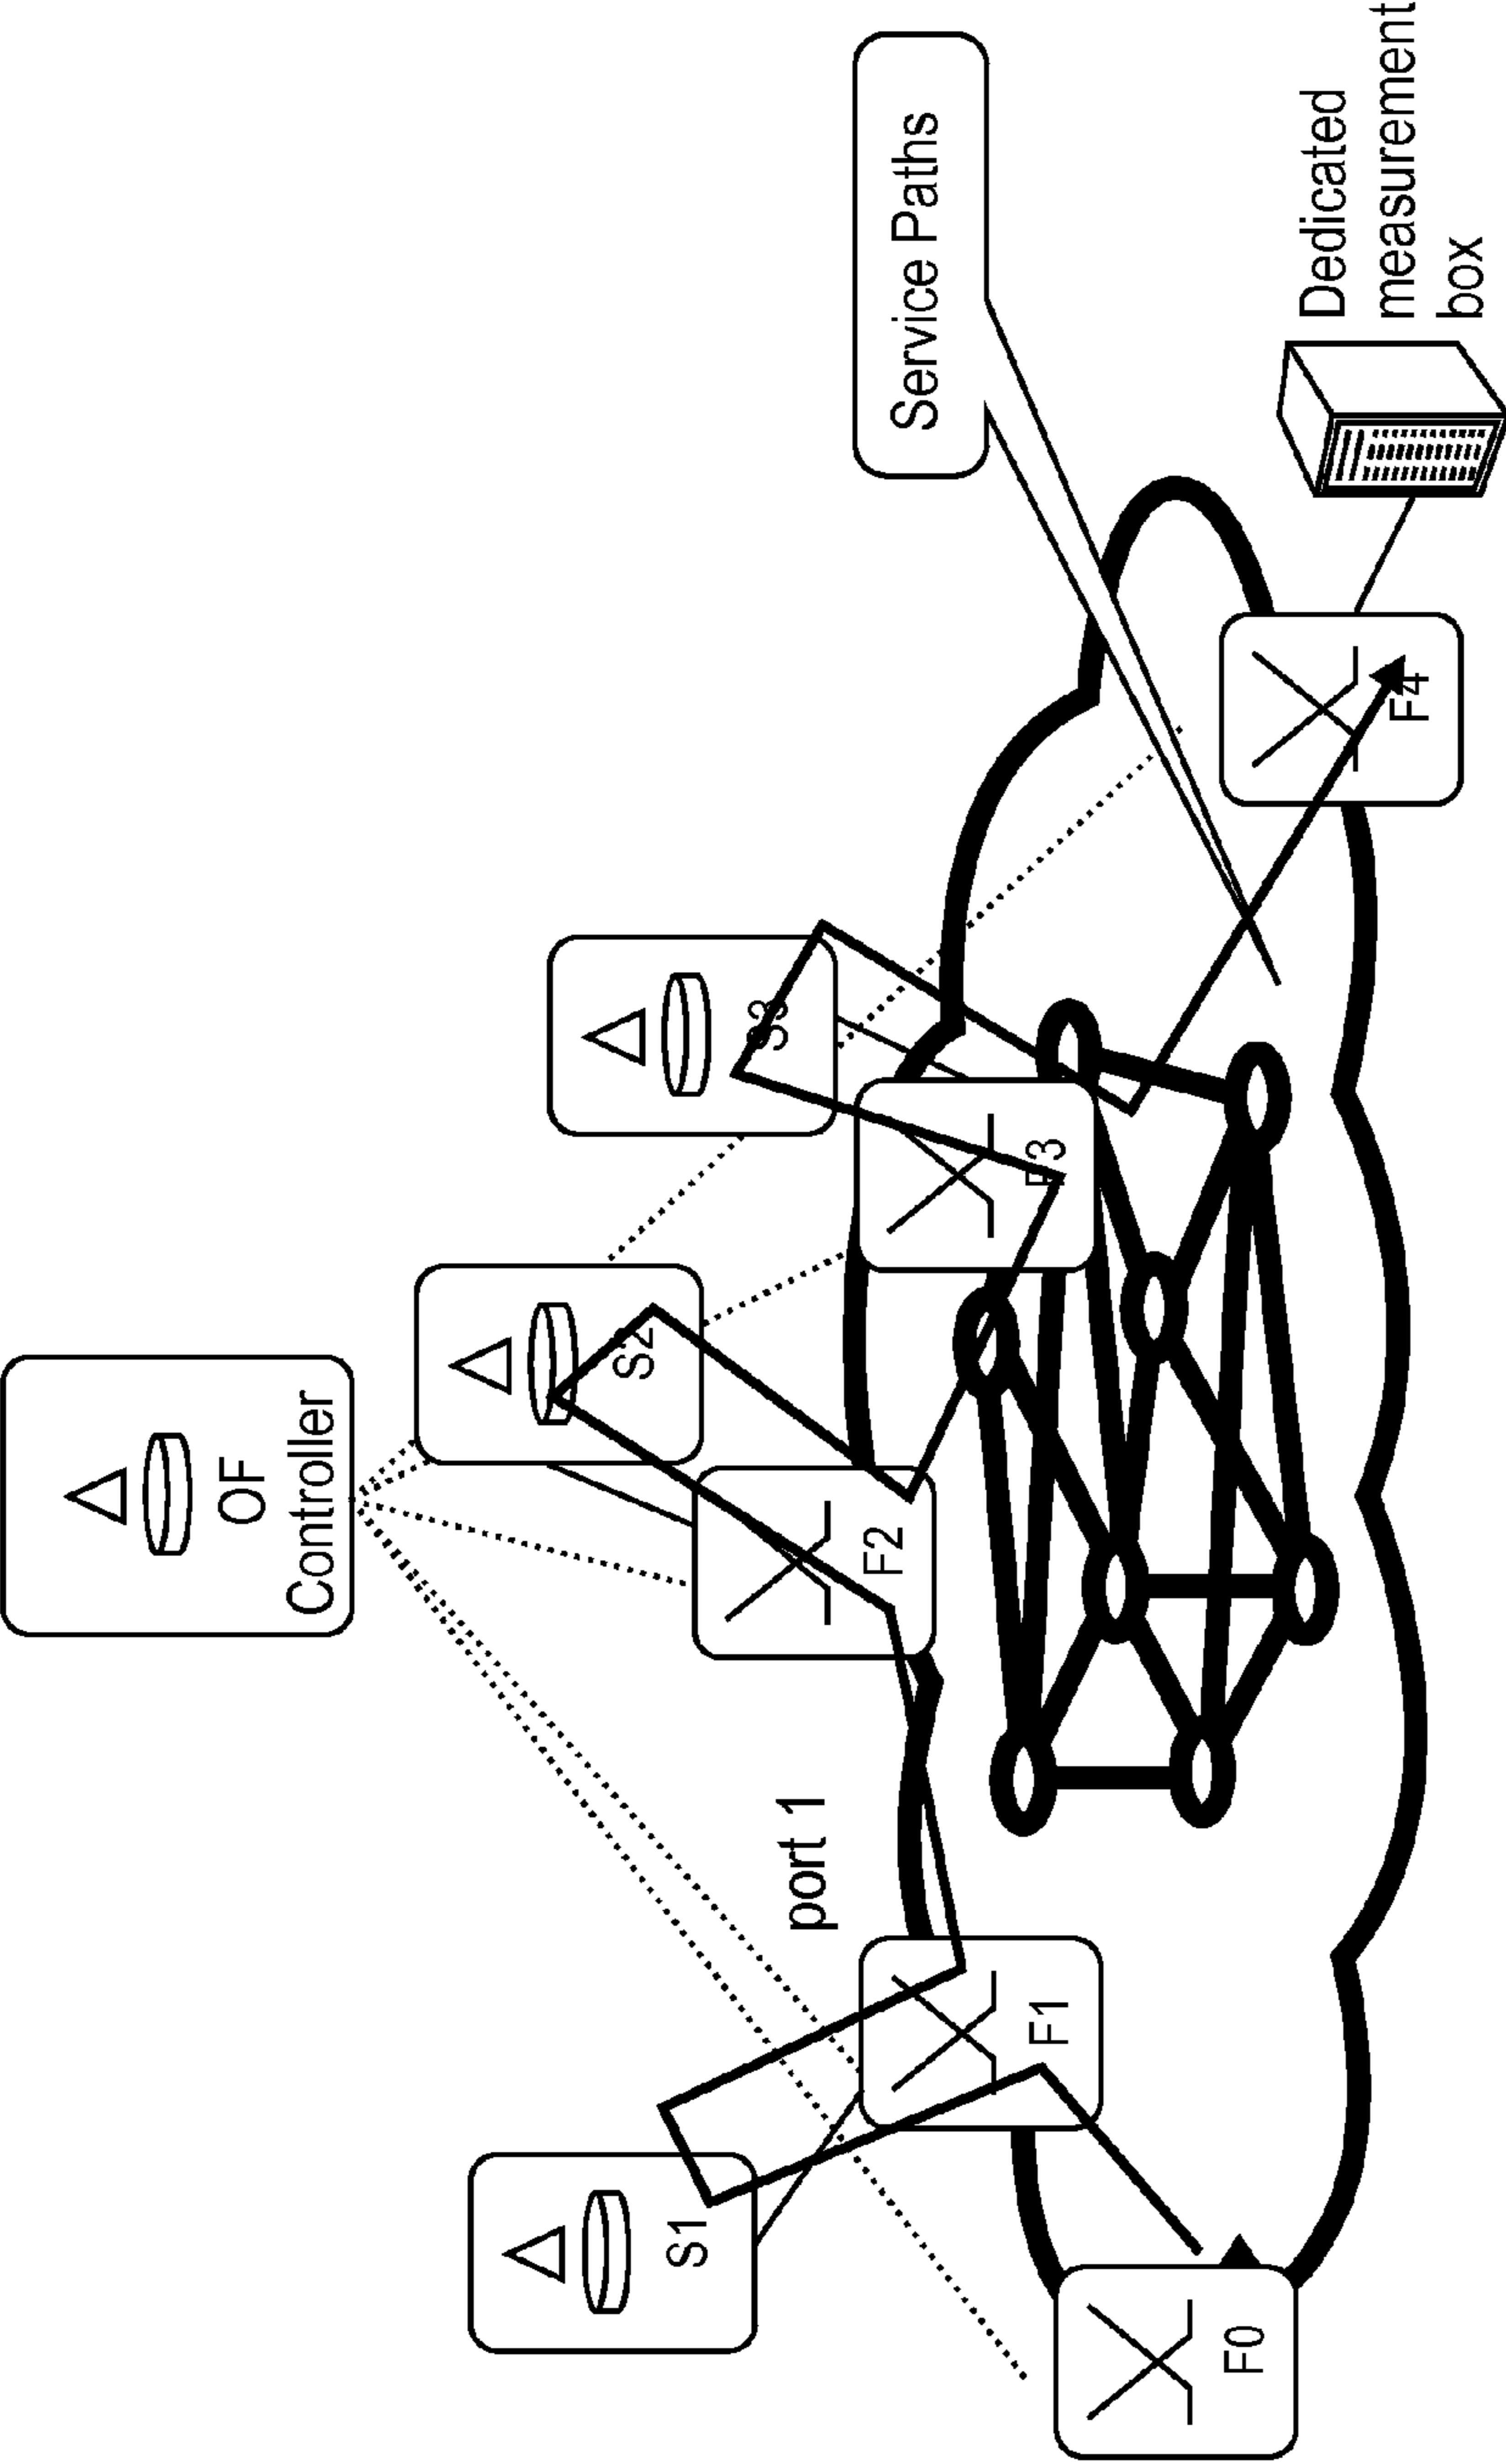 OF
Controller
S1
S2
S3
Service Paths
port 1
F0
F1
F2
F3
F4
Dedicated
measurement
box